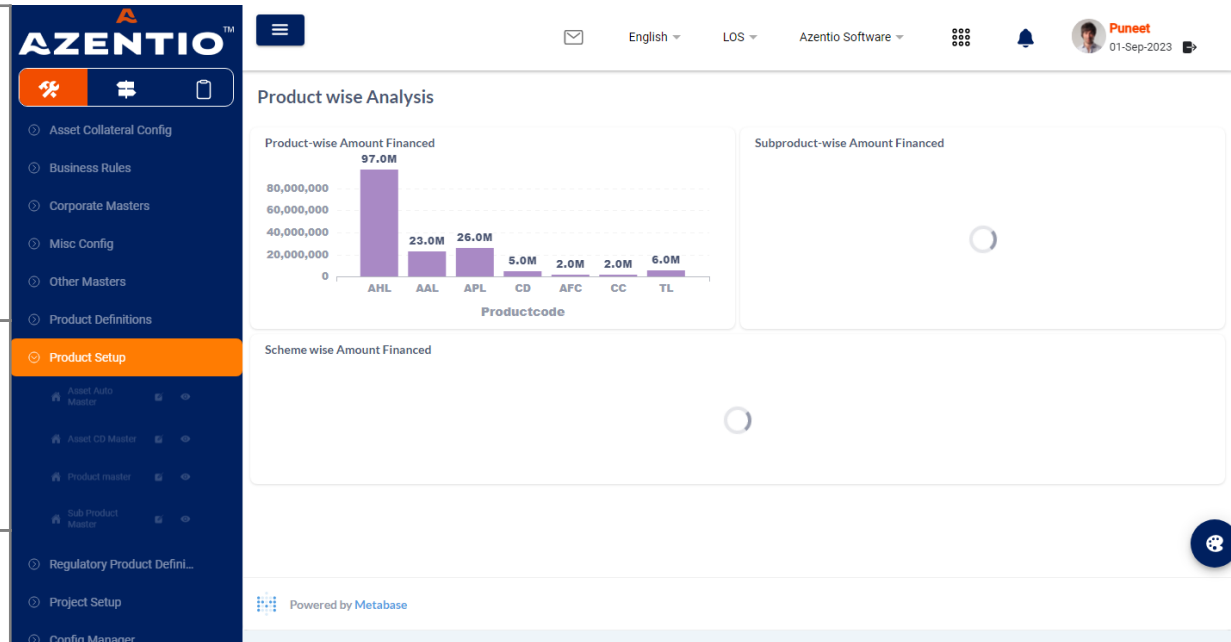 AZENTIO™
Asset Collateral Config
Business Rules
Corporate Masters
Misc Config
Other Masters
Product Definitions
Product Setup
Asset Auto
Master
Asset CD Master
Product master
Sub Product
Master
Regulatory Product Defini...
Project Setup
Config Manager
English
LOS
Azentio Software
Puneet
01-Sep-2023
Product wise Analysis
Product-wise Amount Financed
97.0M
80,000,000
60,000,000
40,000,000
20,000,000
0
23.0M
26.0M
5.0M
2.0M
2.0M
6.0M
AHL AAL APL CD AFC CC TL
Productcode
Subproduct-wise Amount Financed
Scheme wise Amount Financed
Powered by Metabase